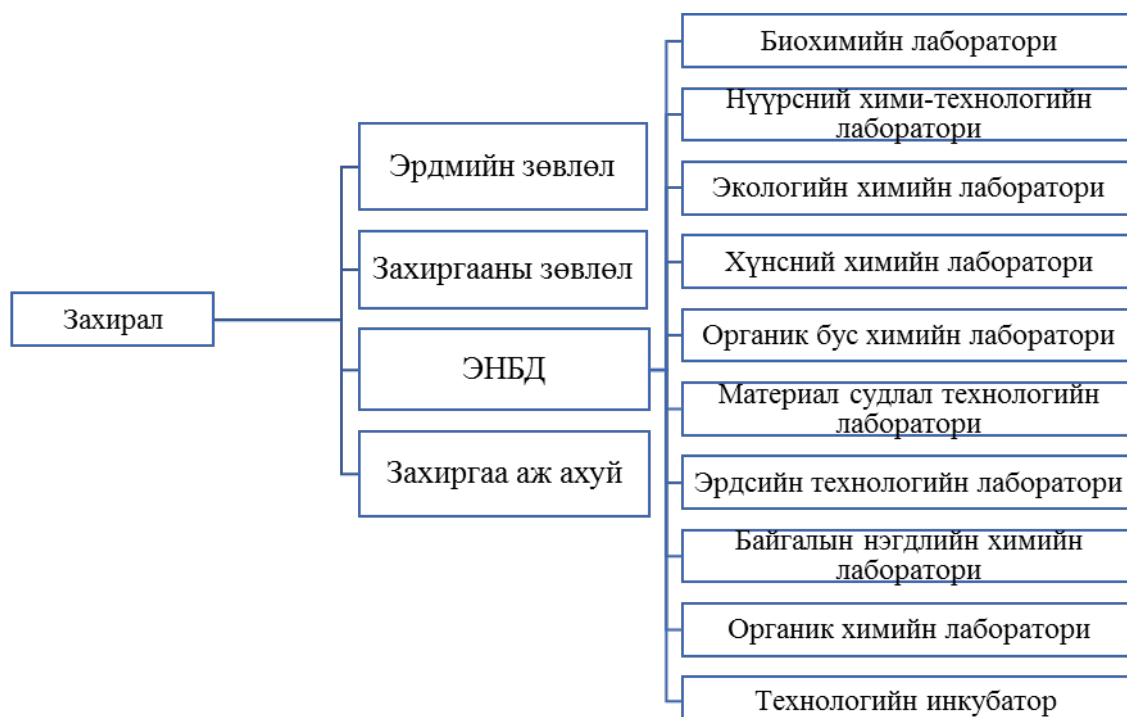 Захирал
Эрдмийн зөвлөл
Захиргааны зөвлөл
ЭНБД
Захиргаа аж ахуй
Биохимийн лаборатори
Нүүрсний хими-технологийн
лаборатори
Экологийн химийн лаборатори
Хүнсний химийн лаборатори
Органик бус химийн лаборатори
Материал судлал технологийн
лаборатори
Эрдсийн технологийн лаборатори
Байгалын нэгдлийн химийн
лаборатори
Органик химийн лаборатори
Технологийн инкубатор